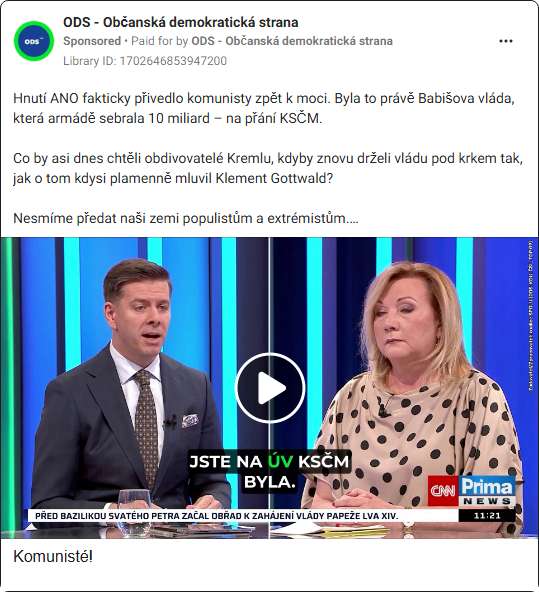 ODS - Občanská demokratická strana
Sponsored • Paid for by ODS - Občanská demokratická strana
Library ID: 1702646853947200
ODS
Hnutí ANO fakticky přivedlo komunisty zpět k moci. Byla to právě Babišova vláda,
která armádě sebrala 10 miliard – na přání KSČM.
Co by asi dnes chtěli obdivovatelé Kremlu, kdyby znovu drželi vládu pod krkem tak,
jak o tom kdysi plamenně mluvil Klement Gottwald?
Nesmíme předat naši zemi populistům a extrémistům....
JSTE NA ÚV KSČM
BYLA.
CNN Prima
NEWS
PŘED BAZILIKOU SVATÉHO PETRA ZAČAL OBŘAD K ZAHÁJENÍ VLÁDY PAPEŽE LVA XIV.
11:21
Komunisté!